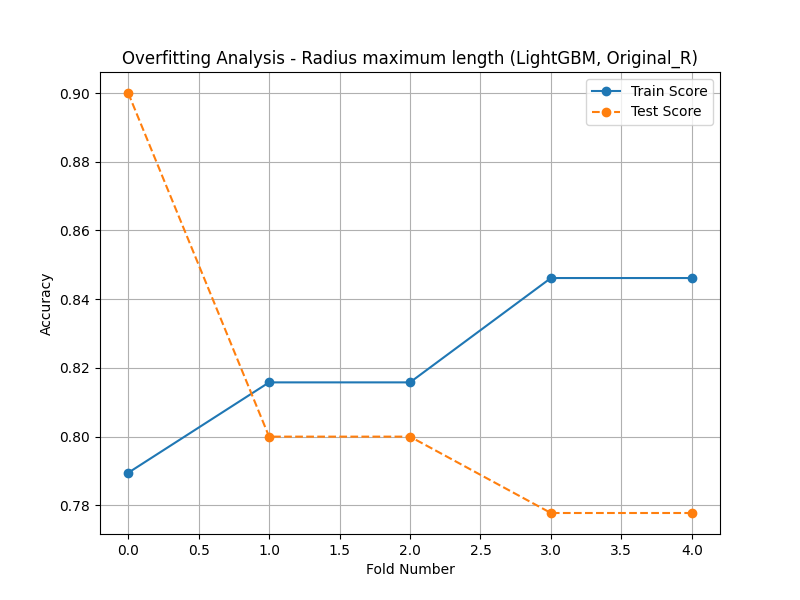 Overfitting Analysis - Radius maximum length (LightGBM, Original_R)
Train Score
Test Score
Accuracy
0.90
0.88
0.86
0.84
0.82
0.80
0.78
0.0 0.5 1.0 1.5 2.0 2.5 3.0 3.5 4.0
Fold Number